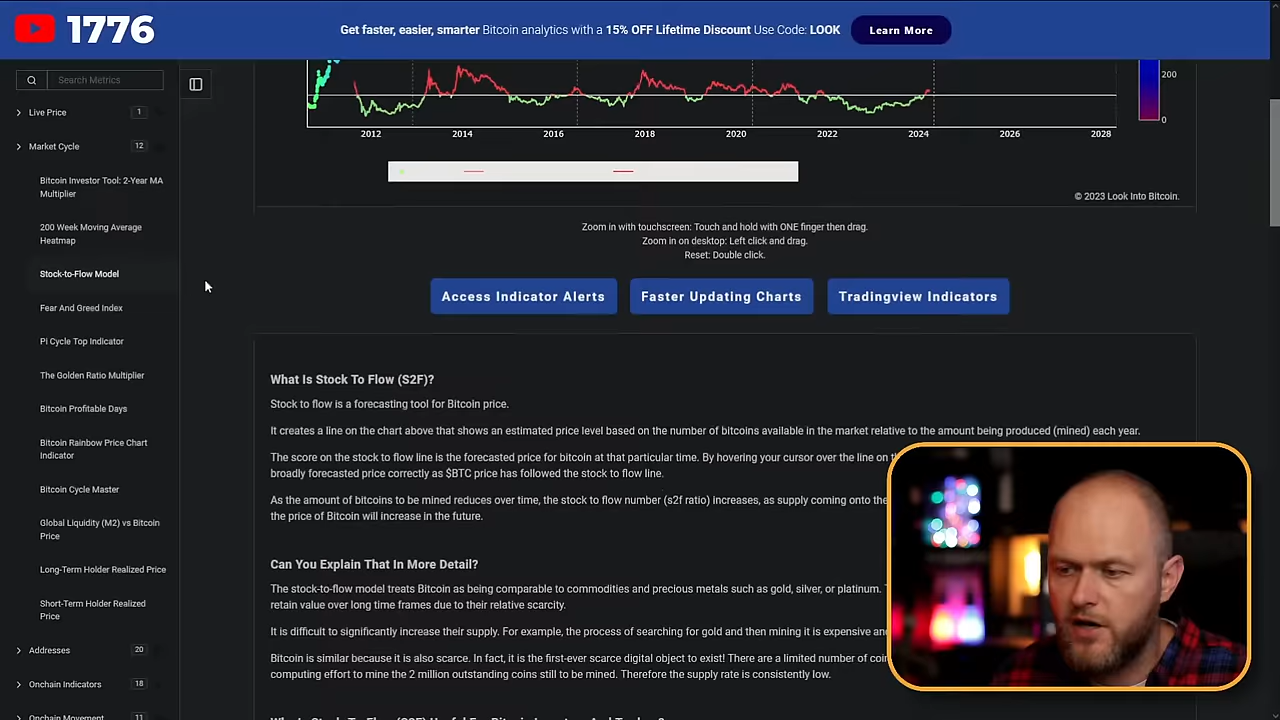 1776
Get faster, easier, smarter Bitcoin analytics with a 15% OFF Lifetime Discount Use Code: LOOK
Learn More
Search Metrics
Live Price
1
Market Cycle
12
Bitcoin Investor Tool: 2-Year MA
Multiplier
200 Week Moving Average
Heatmap
Stock-to-Flow Model
Fear And Greed Index
Pi Cycle Top Indicator
The Golden Ratio Multiplier
Bitcoin Profitable Days
Bitcoin Rainbow Price Chart
Indicator
Bitcoin Cycle Master
Global Liquidity (M2) vs Bitcoin
Price
Long-Term Holder Realized Price
Short-Term Holder Realized
Price
Addresses
20
Onchain Indicators
18
Onchain Movement
11
200
0
2012
2014
2016
2018
2020
2022
2024
2026
2028
© 2023 Look Into Bitcoin.
Zoom in with touchscreen: Touch and hold with ONE finger then drag.
Zoom in on desktop: Left click and drag.
Reset: Double click.
Access Indicator Alerts
Faster Updating Charts
Tradingview Indicators
What Is Stock To Flow (S2F)?
Stock to flow is a forecasting tool for Bitcoin price.
It creates a line on the chart above that shows an estimated price level based on the number of bitcoins available in the market relative to the amount being produced (mined) each year.
The score on the stock to flow line is the forecasted price for bitcoin at that particular time. By hovering your cursor over the line on
broadly forecasted price correctly as $BTC price has followed the stock to flow line.
As the amount of bitcoins to be mined reduces over time, the stock to flow number (s2f ratio) increases, as supply coming onto the
the price of Bitcoin will increase in the future.
Can You Explain That In More Detail?
The stock-to-flow model treats Bitcoin as being comparable to commodities and precious metals such as gold, silver, or platinum.
retain value over long time frames due to their relative scarcity.
It is difficult to significantly increase their supply. For example, the process of searching for gold and then mining it is expensive
Bitcoin is similar because it is also scarce. In fact, it is the first-ever scarce digital object to exist! There are a limited number of
computing effort to mine the 2 million outstanding coins still to be mined. Therefore the supply rate is consistently low.